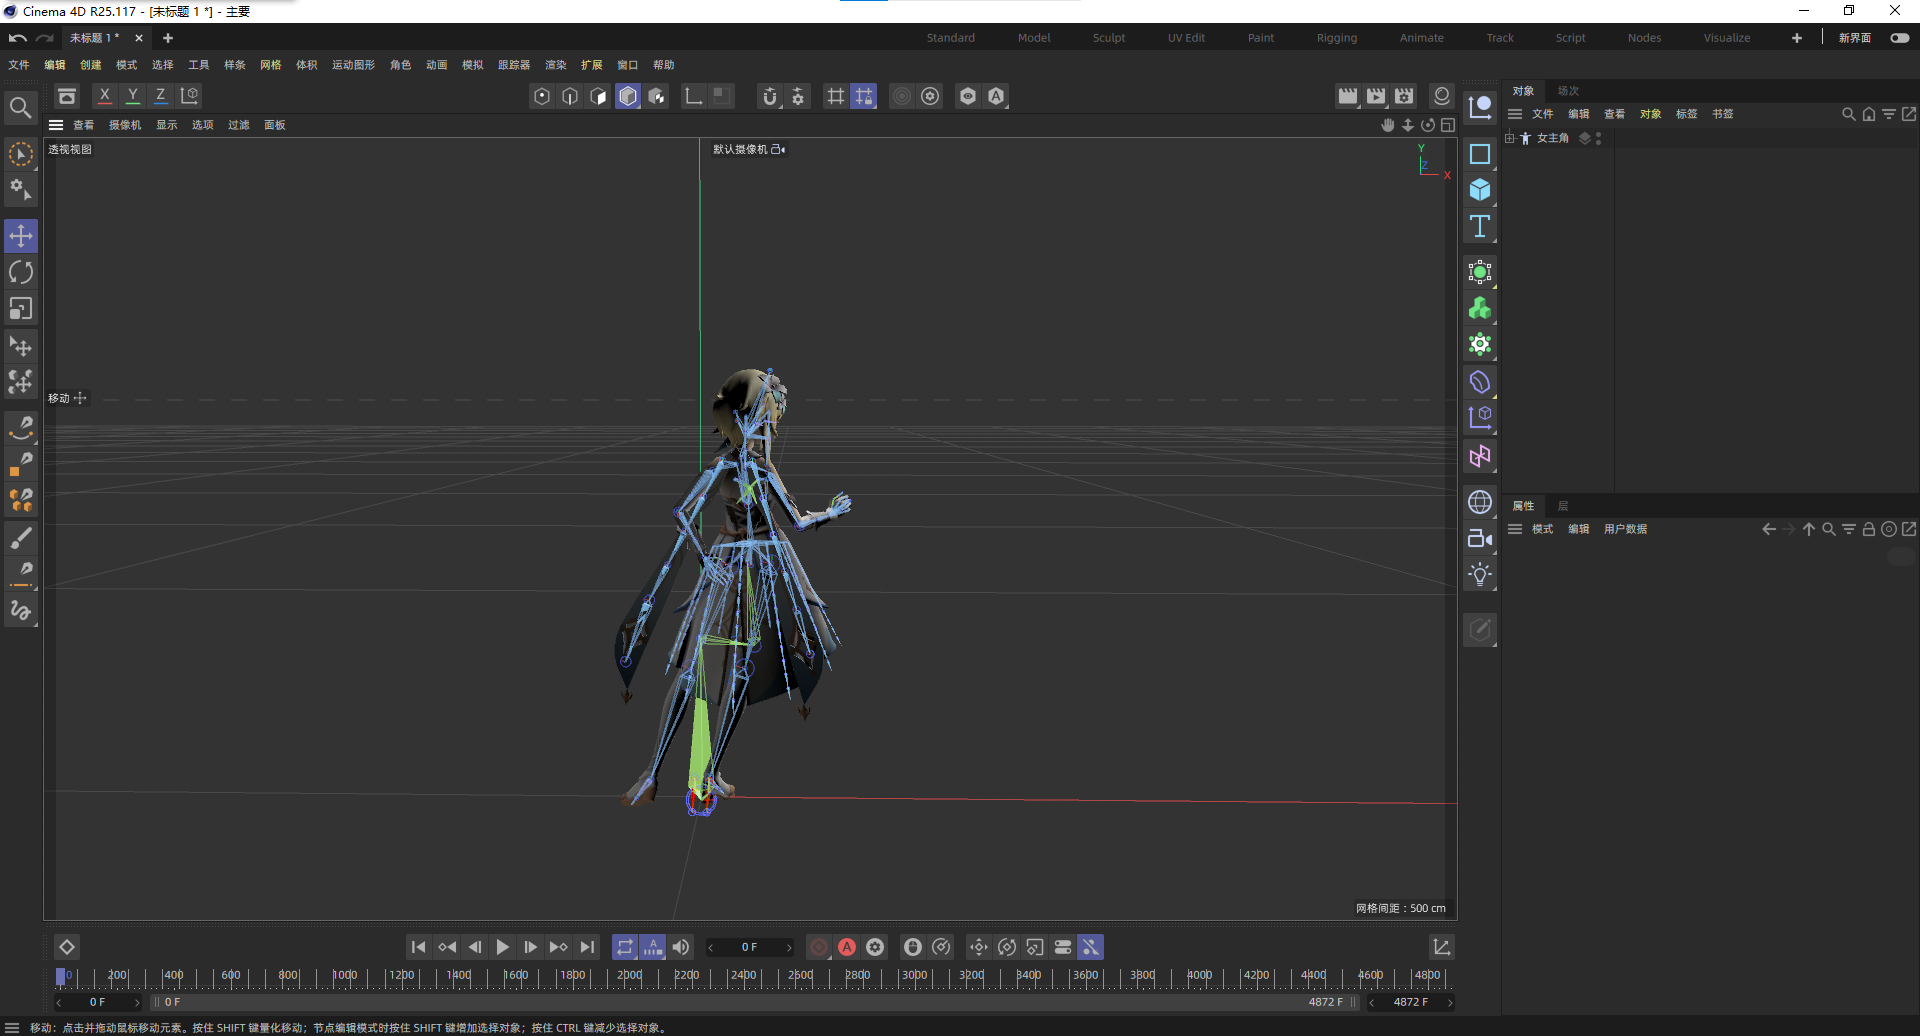 Cinema 4D R25.117 - [未标题 1 *] - 主要
未标题 1 *
Standard
Model
Sculpt
UV Edit
Paint
Rigging
Animate
Track
Script
Nodes
Visualize
新界面
文件 编辑 创建 模式 选择 工具 样条 网格 体积 运动图形 角色 动画 模拟 跟踪器 渲染 扩展 窗口 帮助
X Y Z
查看 摄像机 显示 选项 过滤 面板
透视视图
默认摄像机
Y
Z
X
移动
网格间距 : 500 cm
对象 场次
文件 编辑 查看 对象 标签 书签
女主角
属性 层
模式 编辑 用户数据
0 F
0 200 400 600 800 1000 1200 1400 1600 1800 2000 2200 2400 2600 2800 3000 3200 3400 3600 3800 4000 4200 4400 4600 4800
0 F
0 F
4872 F
4872 F
移动：点击并拖动鼠标移动元素。按住 SHIFT 键量化移动；节点编辑模式时按住 SHIFT 键增加选择对象；按住 CTRL 键减少选择对象。